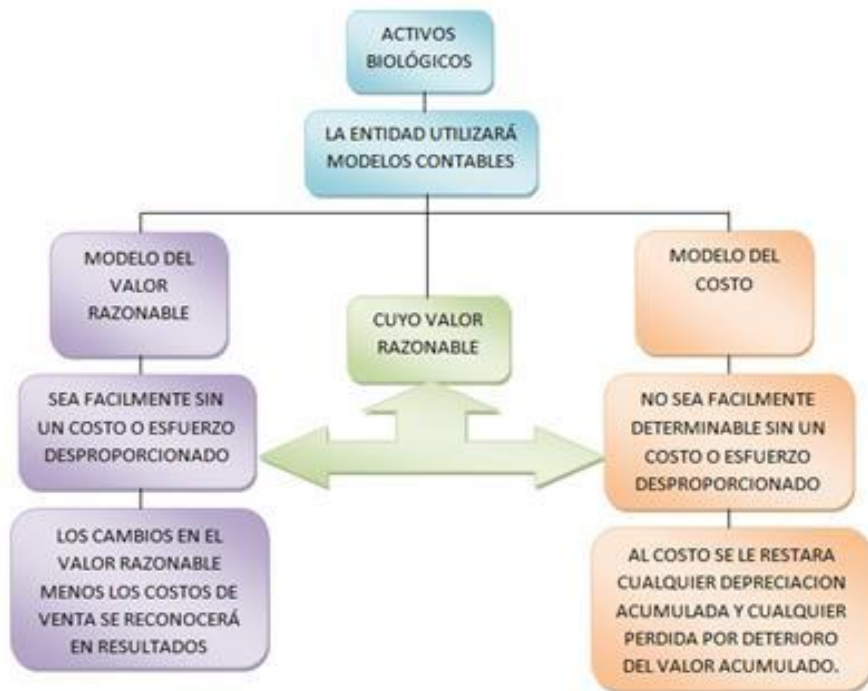 ACTIVOS
BIOLÓGICOS
LA ENTIDAD UTILIZARÁ
MODELOS CONTABLES
MODELO DEL
VALOR
RAZONABLE
CUYO VALOR
RAZONABLE
MODELO DEL
COSTO
SEA FACILMENTE SIN
UN COSTO O ESFUERZO
DESPROPORCIONADO
NO SEA FACILMENTE
DETERMINABLE SIN UN
COSTO O ESFUERZO
DESPROPORCIONADO
LOS CAMBIOS EN EL
VALOR RAZONABLE
MENOS LOS COSTOS DE
VENTA SE RECONOCERÁ
EN RESULTADOS
AL COSTO SE LE RESTARA
CUALQUIER DEPRECIACION
ACUMULADA Y CUALQUIER
PERDIDA POR DETERIORO
DEL VALOR ACUMULADO.